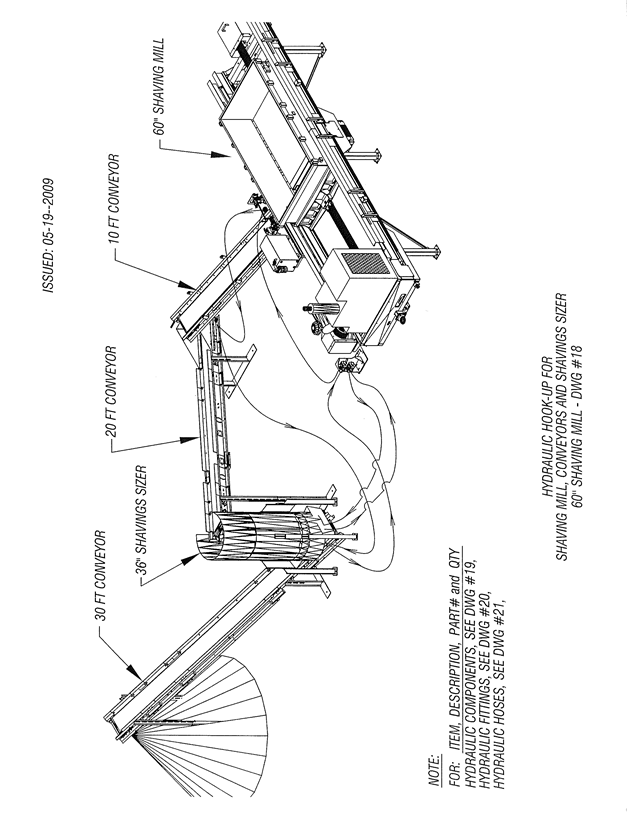 ISSUED: 05-19--2009
30 FT CONVEYOR
36" SHAVINGS SIZER
20 FT CONVEYOR
10 FT CONVEYOR
60" SHAVING MILL
NOTE:
FOR: ITEM, DESCRIPTION, PART# and QTY
HYDRAULIC COMPONENTS, SEE DWG #19,
HYDRAULIC FITTINGS, SEE DWG #20,
HYDRAULIC HOSES, SEE DWG #21,
HYDRAULIC HOOK-UP FOR
SHAVING MILL, CONVEYORS AND SHAVINGS SIZER
60" SHAVING MILL - DWG #18